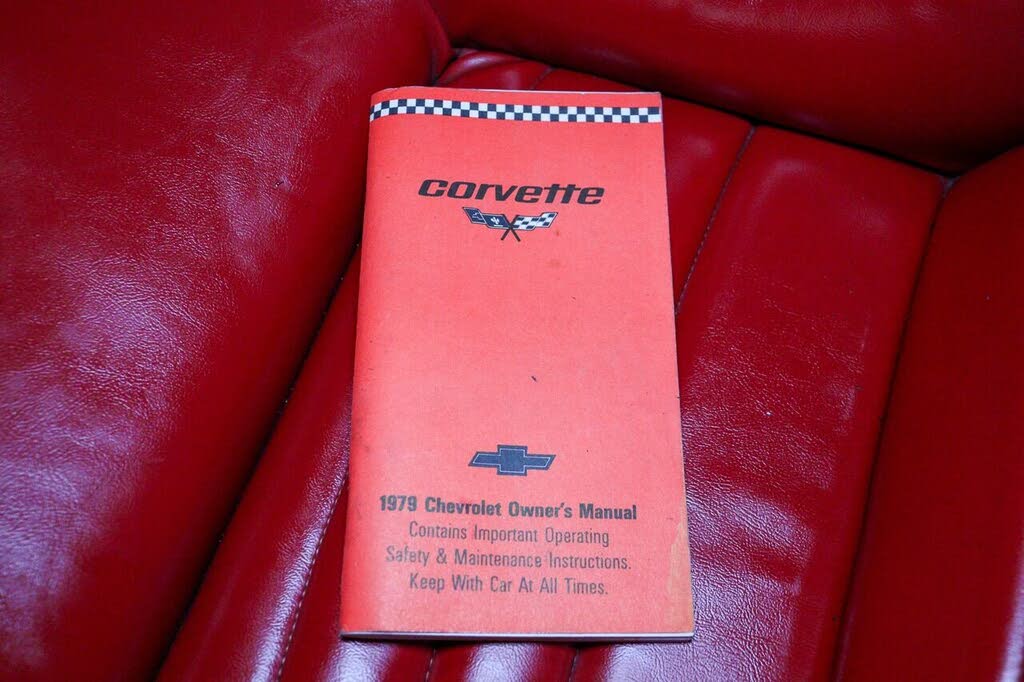 corvette
1979 Chevrolet Owner's Manual
Contains Important Operating
Safety & Maintenance Instructions.
Keep With Car At All Times.